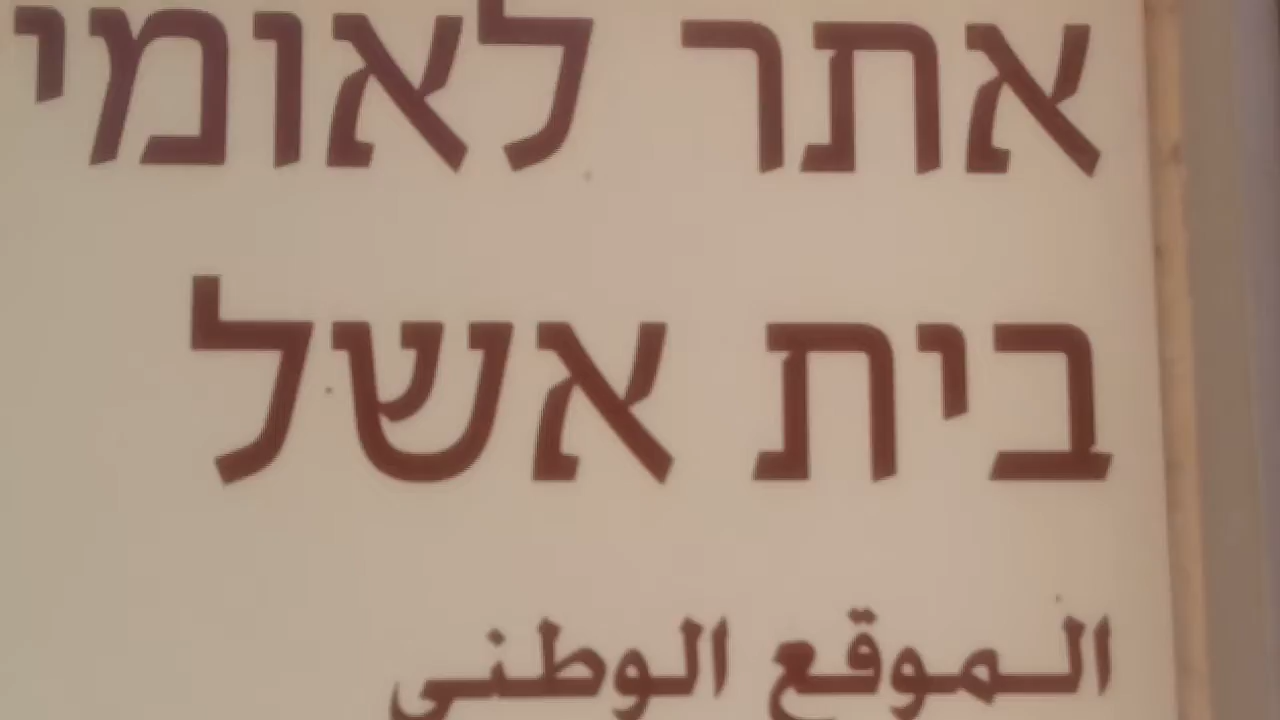 אתר לאומי
בית אשל
الموقع الوطني